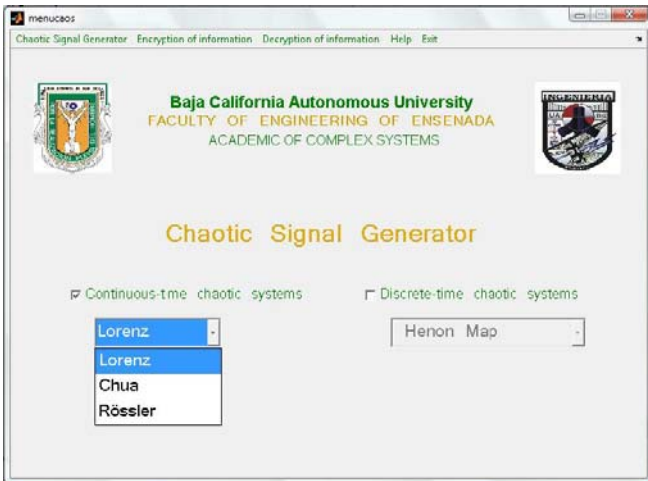 menucaos
Chaotic Signal Generator Encryption of information Decryption of information Help Exit
Baja California Autonomous University
FACULTY OF ENGINEERING OF ENSENADA
ACADEMIC OF COMPLEX SYSTEMS
INGENIERIA
Chaotic Signal Generator
Continuous-tme chaotic systems Discrete-time chaotic systems
Lorenz Henon Map
Lorenz
Chua
Rössler